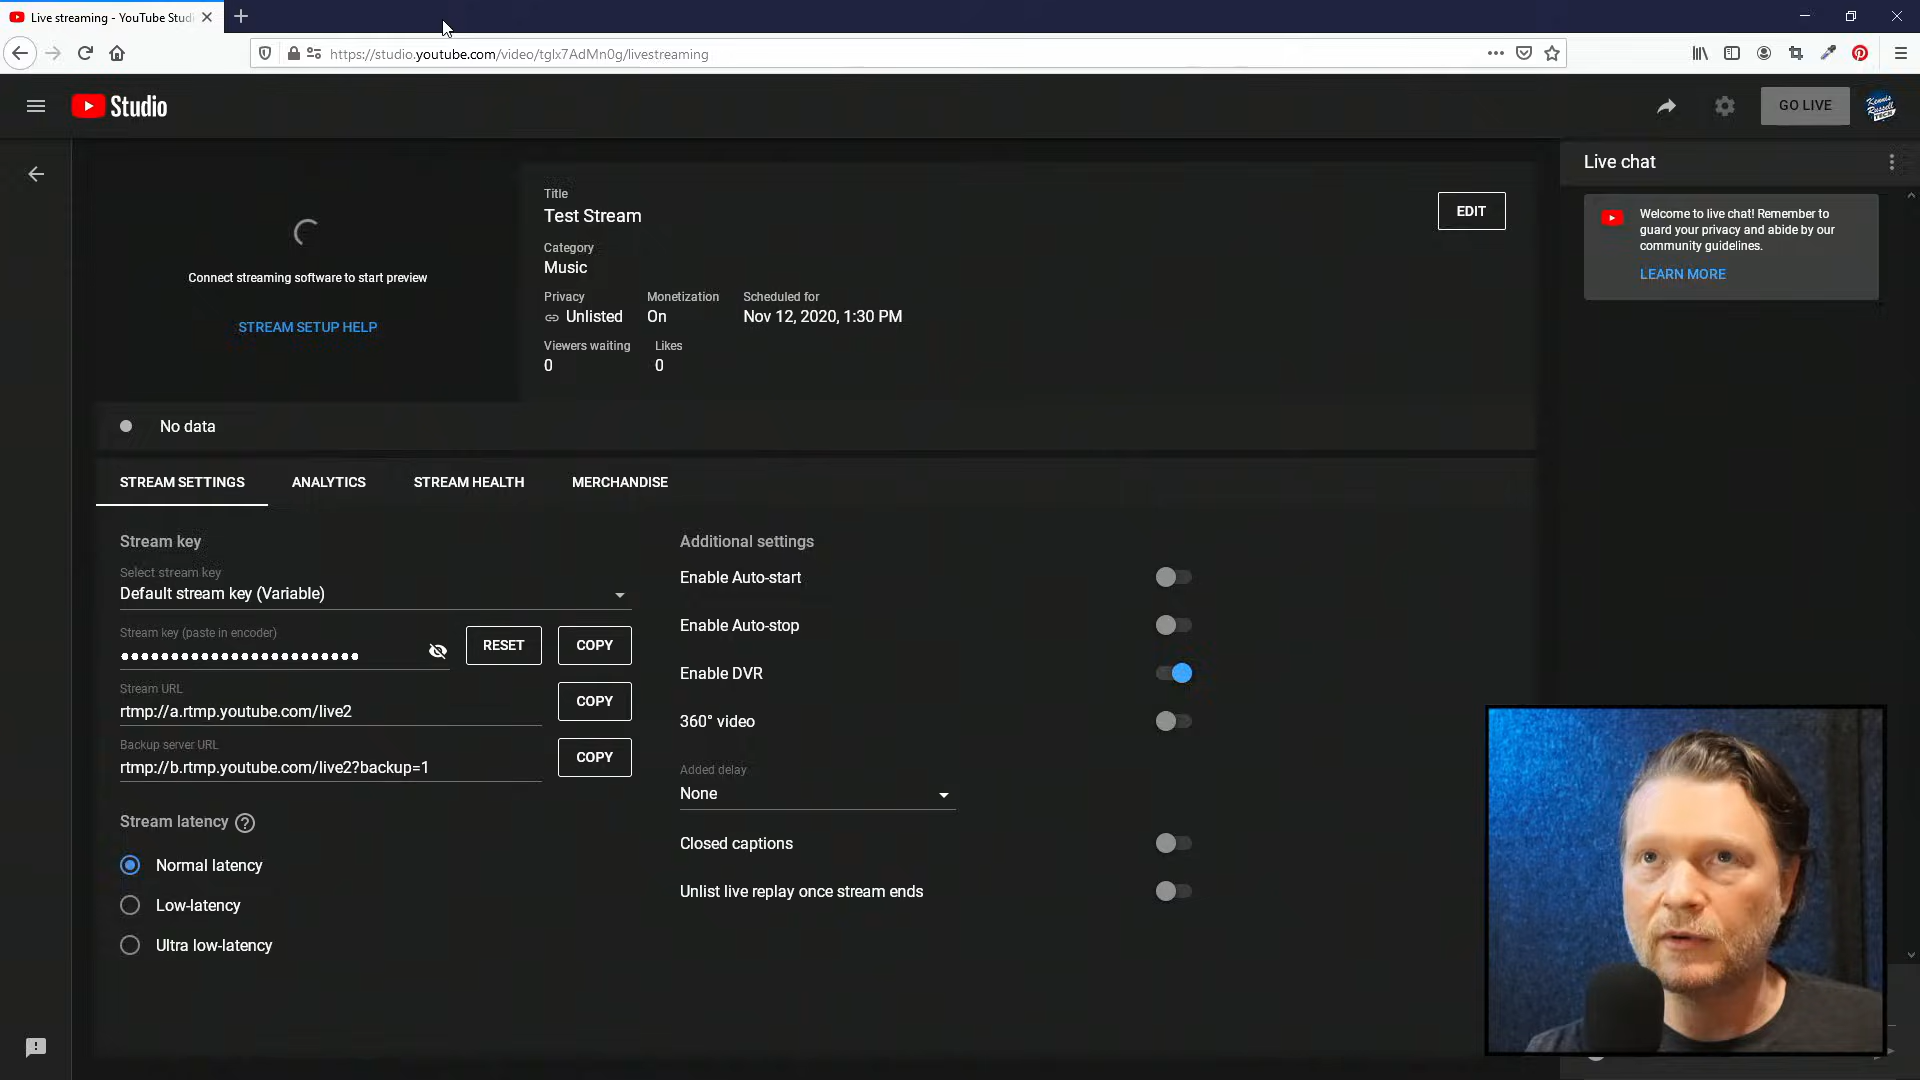 Live streaming - YouTube Studi
https://studio.youtube.com/video/tglx7AdMn0g/livestreaming
Studio
GO LIVE
Kennis Russell TECH
Connect streaming software to start preview
STREAM SETUP HELP
Title
Test Stream
EDIT
Category
Music
Privacy
Monetization
Scheduled for
Unlisted
On
Nov 12, 2020, 1:30 PM
Viewers waiting
Likes
0
0
Live chat
Welcome to live chat! Remember to
guard your privacy and abide by our
community guidelines.
LEARN MORE
No data
STREAM SETTINGS
ANALYTICS
STREAM HEALTH
MERCHANDISE
Stream key
Select stream key
Default stream key (Variable)
Stream key (paste in encoder)
RESET
COPY
Stream URL
rtmp://a.rtmp.youtube.com/live2
COPY
Backup server URL
rtmp://b.rtmp.youtube.com/live2?backup=1
COPY
Stream latency
Normal latency
Low-latency
Ultra low-latency
Additional settings
Enable Auto-start
Enable Auto-stop
Enable DVR
360° video
Added delay
None
Closed captions
Unlist live replay once stream ends